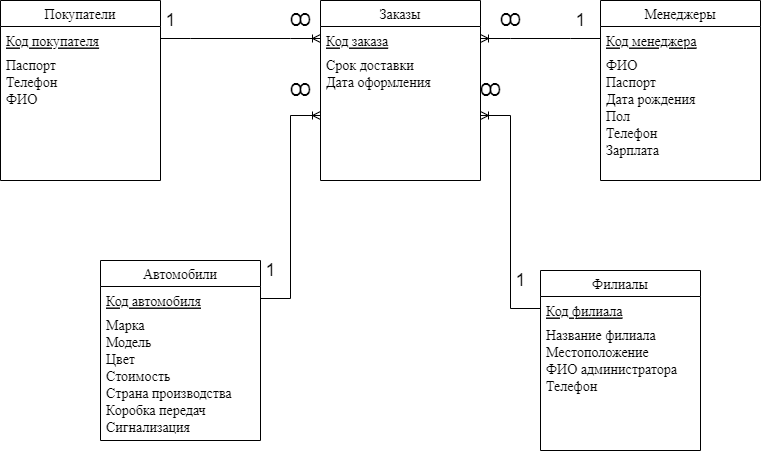 Покупатели
Код покупателя
Паспорт
Телефон
ФИО
1
∞
Заказы
Код заказа
Срок доставки
Дата оформления
∞
∞
∞
1
Менеджеры
Код менеджера
ФИО
Паспорт
Дата рождения
Пол
Телефон
Зарплата
Автомобили
Код автомобиля
Марка
Модель
Цвет
Стоимость
Страна производства
Коробка передач
Сигнализация
1
1
Филиалы
Код филиала
Название филиала
Местоположение
ФИО администратора
Телефон